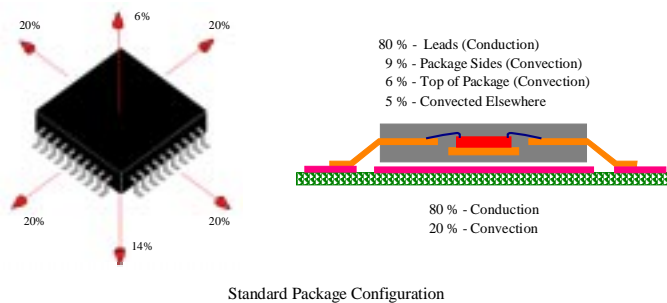 6%
20%
20%
20%
20%
14%
80 % - Leads (Conduction)
9 % - Package Sides (Convection)
6 % - Top of Package (Convection)
5 % - Convected Elsewhere
80 % - Conduction
20 % - Convection
Standard Package Configuration